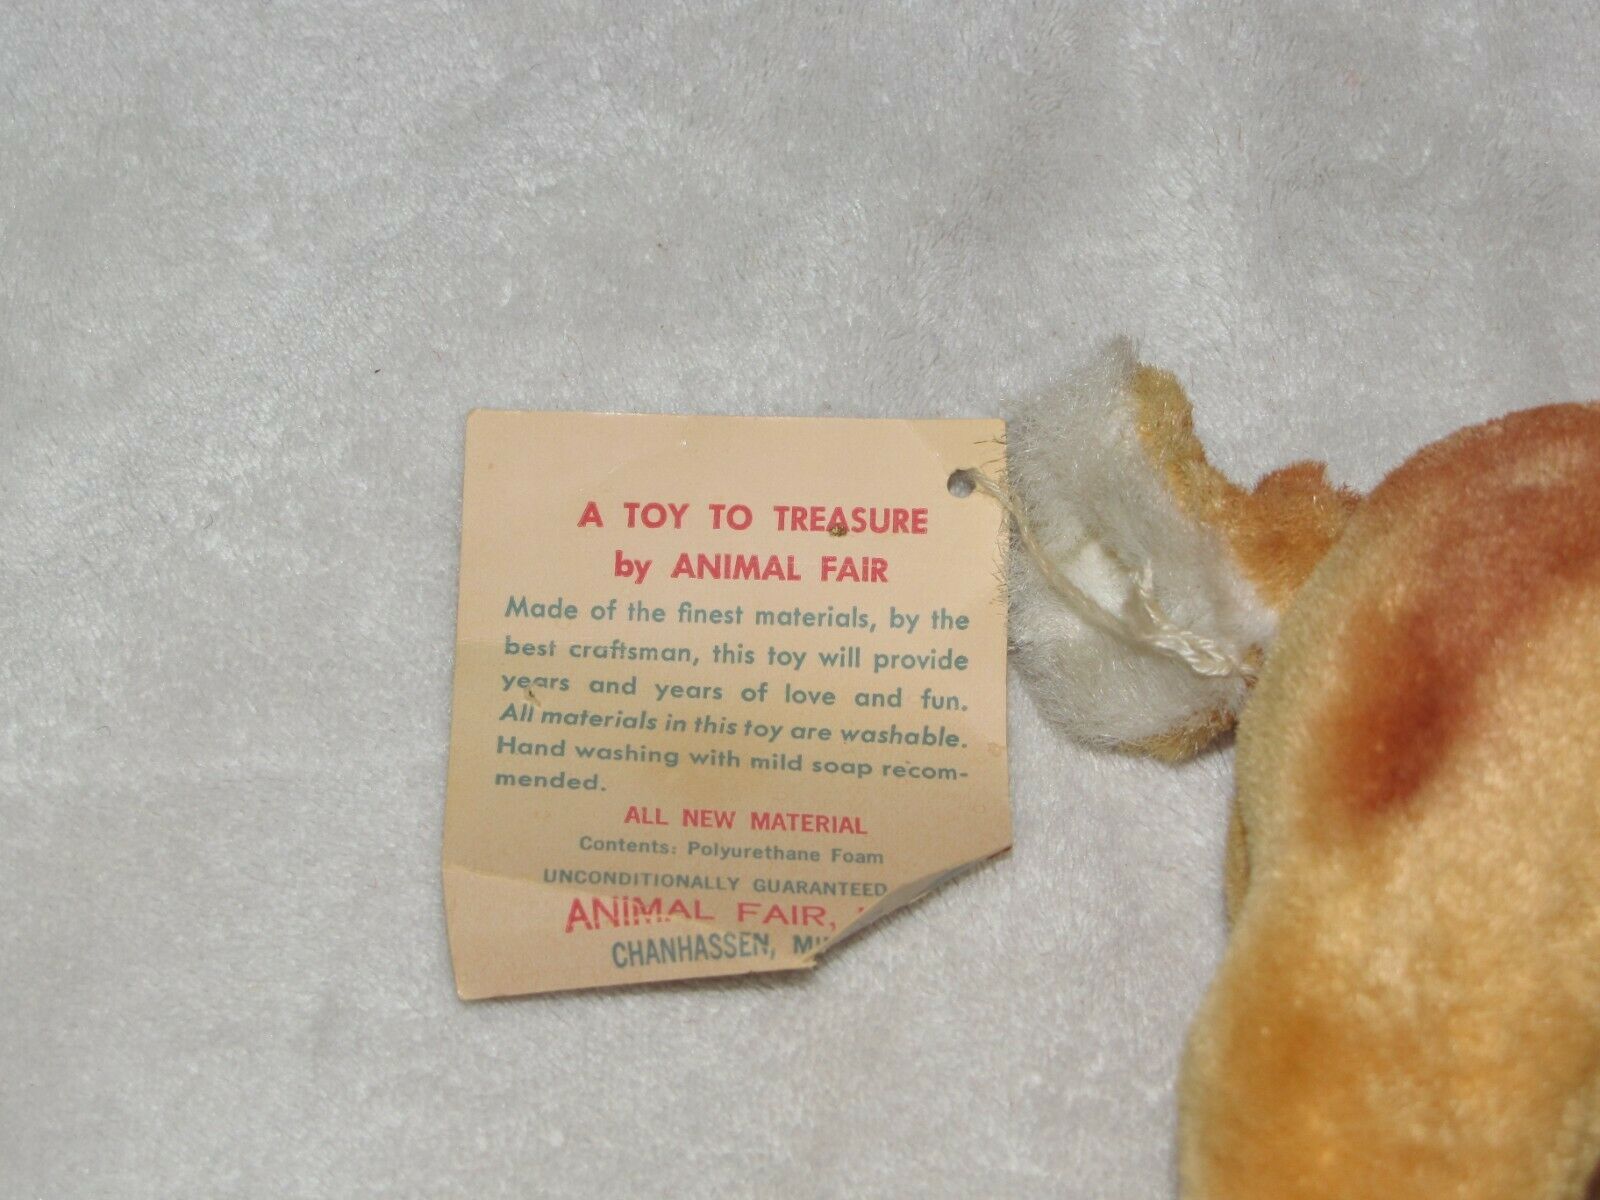 A TOY TO TREASURE
by ANIMAL FAIR
Made of the finest materials, by the
best craftsman, this toy will provide
years and years of love and fun.
All materials in this toy are washable.
Hand washing with mild soap recom-
mended.
ALL NEW MATERIAL
Contents: Polyurethane Foam
UNCONDITIONALLY GUARANTEED
ANIMAL FAIR,
CHANHASSEN,